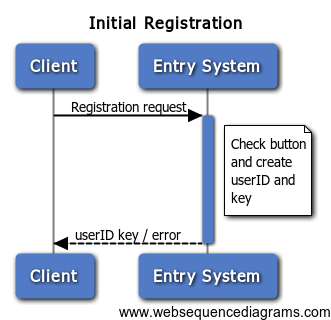 Initial Registration
Client
Entry System
Registration request
Check button
and create
userID and
key
userID key / error
Client
Entry System
www.websequencediagrams.com